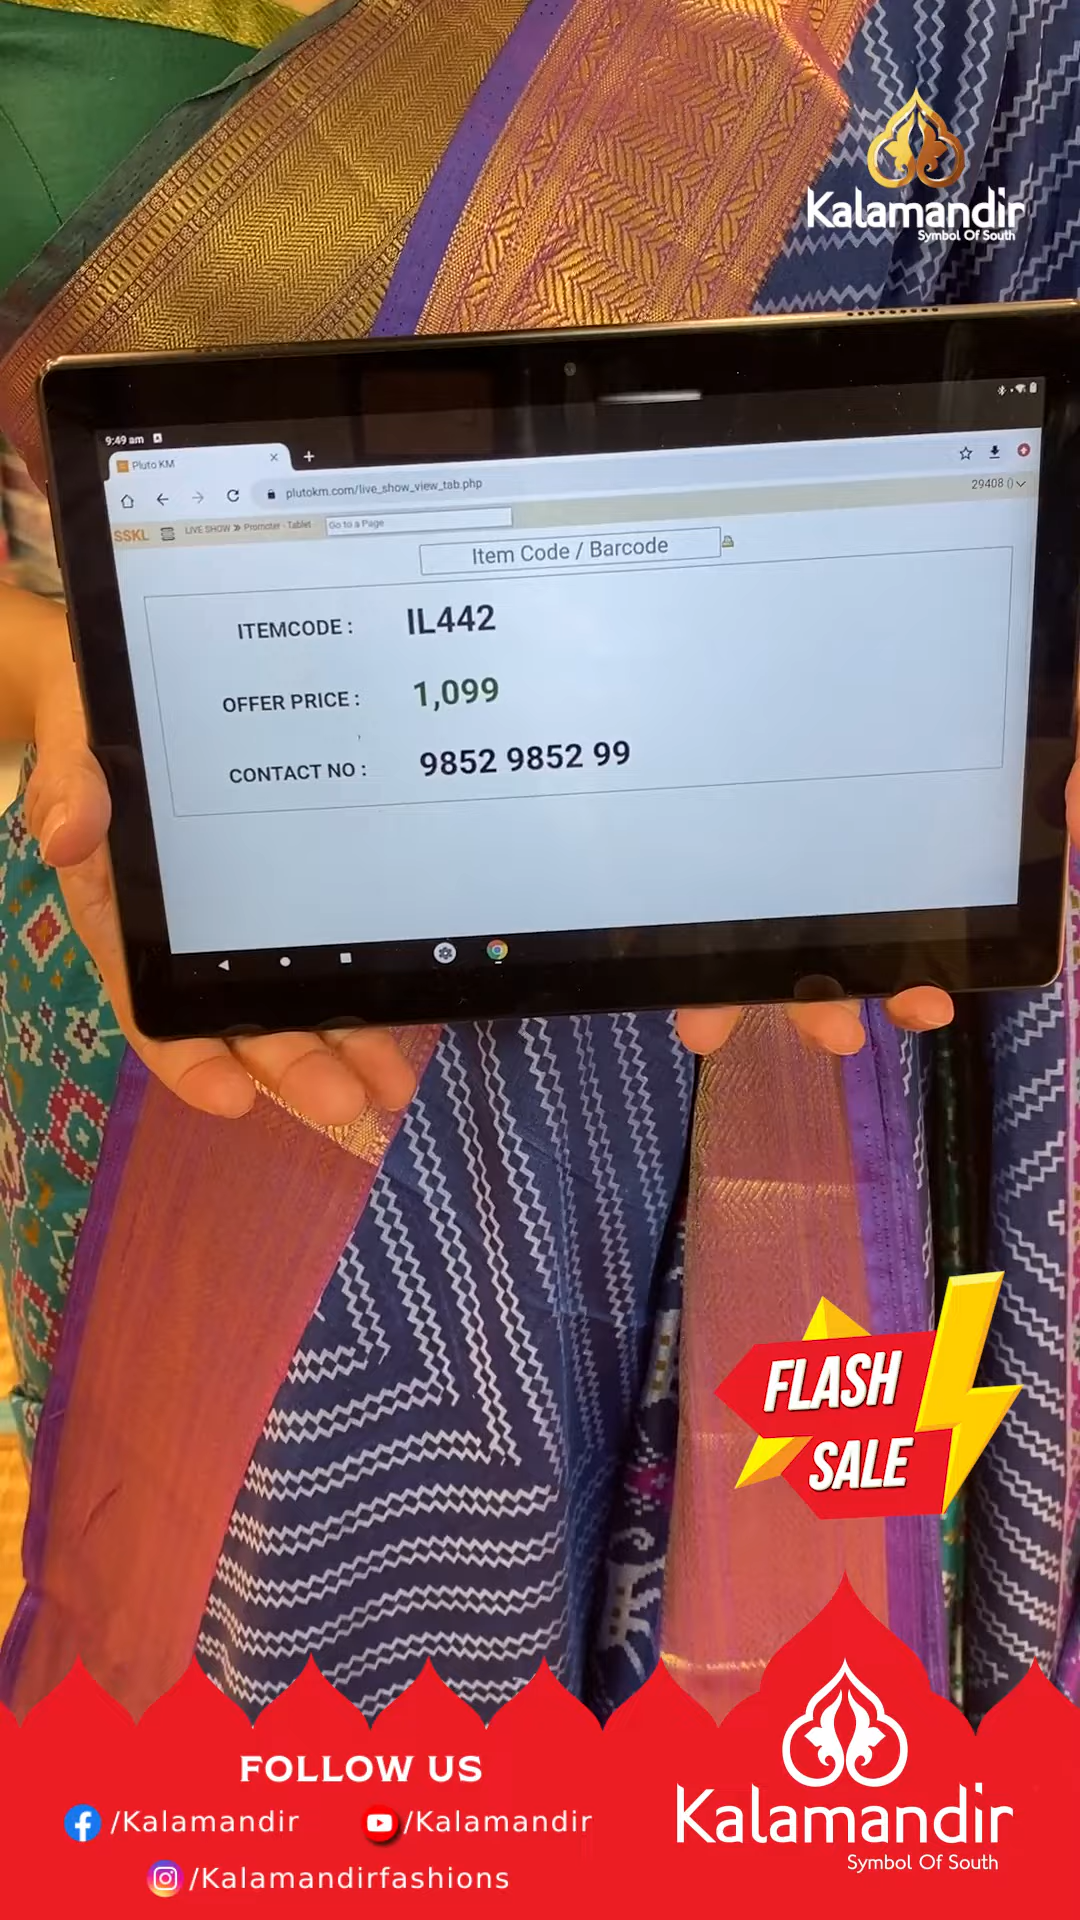 Kalamandir
Symbol Of South
9:49 am
Pluto KM
plutokm.com/live_show_view_tab.php
29408 ()
SSKL
LIVE SHOW » Promoter - Tablet
Go to a Page
Item Code / Barcode
ITEMCODE : IL442
OFFER PRICE : 1,099
CONTACT NO : 9852 9852 99
FLASH
SALE
FOLLOW US
/Kalamandir /Kalamandir
/Kalamandirfashions
Kalamandir
Symbol Of South